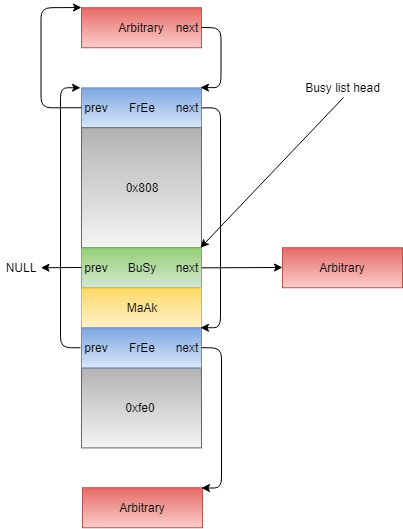 Arbitrary next
Busy list head
prev FrEe next
0x808
NULL prev BuSy next Arbitrary
MaAk
prev FrEe next
0xfe0
Arbitrary